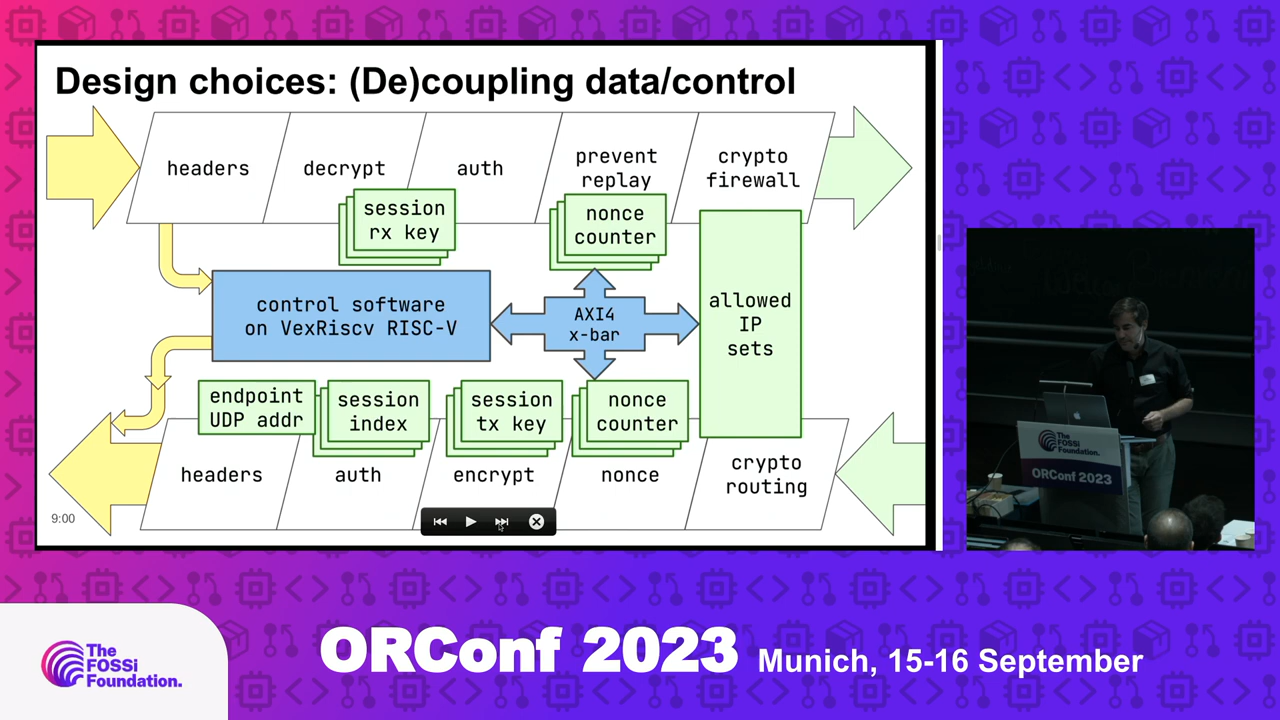 Design choices: (De)coupling data/control
headers
decrypt
auth
prevent
replay
crypto
firewall
session
rx key
nonce
counter
control software
on VexRiscv RISC-V
AXI4
x-bar
allowed
IP
sets
endpoint
UDP addr
session
index
session
tx key
nonce
counter
headers
auth
encrypt
nonce
crypto
routing
9:00
The
FOSSi
Foundation.
ORConf 2023
The
FOSSi
Foundation.
ORConf 2023
Munich, 15-16 September